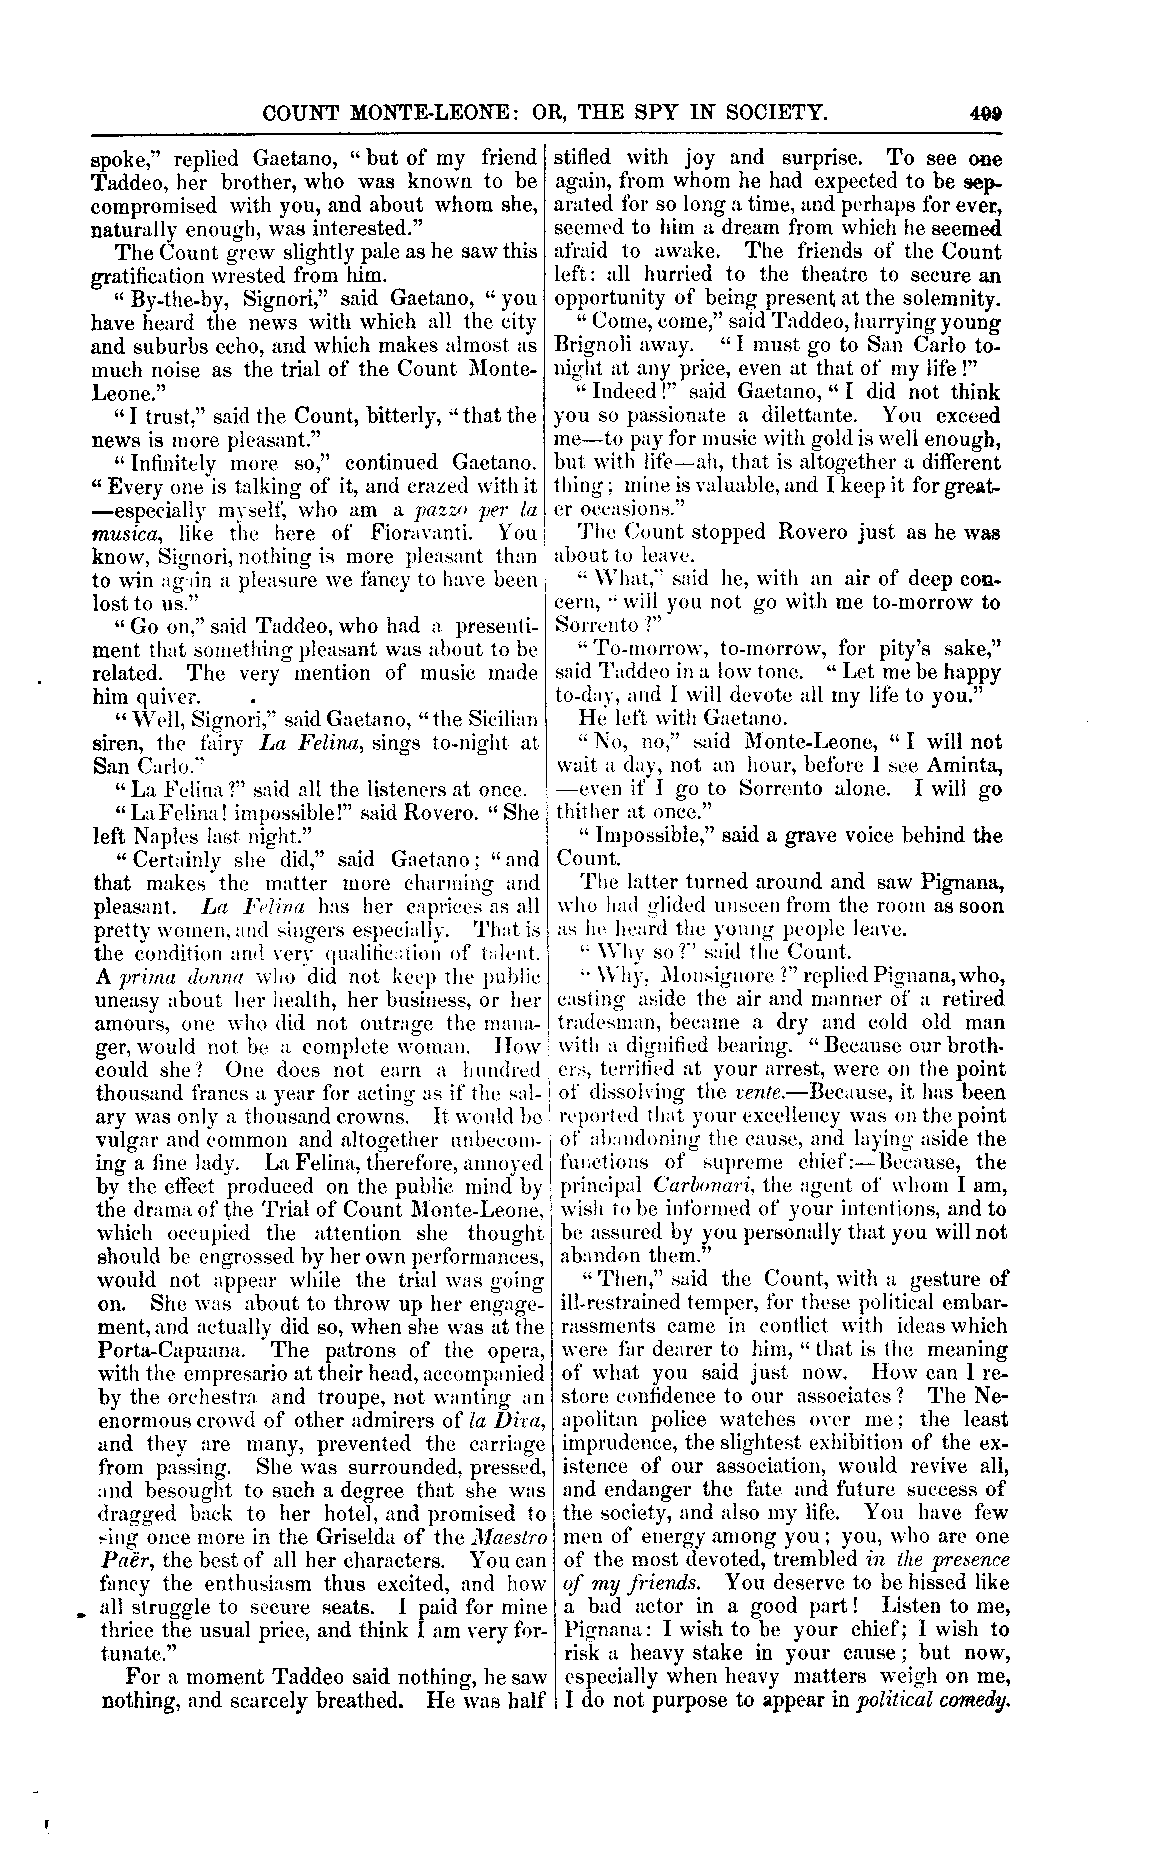 COUNT MONTE-LEONE: OR, THE SPY IN SOCIETY. 409
spoke,” replied Gaetano, “but of my friend
Taddeo, her brother, who was known to be
compromised with you, and about whom she,
naturally enough, was interested.”
The Count grew slightly pale as he saw this
gratification wrested from him.
“By-the-by, Signori,” said Gaetano, “you
have heard the news with which all the city
and suburbs echo, and which makes almost as
much noise as the trial of the Count Monte-
Leone.”
“I trust,” said the Count, bitterly, “that the
news is more pleasant.”
“Infinitely more so,” continued Gaetano.
“Every one is talking of it, and crazed with it
—especially myself, who am a pazzo per la
musica, like the here of Fioravanti. You
know, Signori, nothing is more pleasant than
to win again a pleasure we fancy to have been
lost to us.”
“Go on,” said Taddeo, who had a presenti-
ment that something pleasant was about to be
related. The very mention of music made
him quiver.
“Well, Signori,” said Gaetano, “the Sicilian
siren, the fairy La Felina, sings to-night at
San Carlo.”
“La Felina?” said all the listeners at once.
“La Felina! impossible!” said Rovero. “She
left Naples last night.”
“Certainly she did,” said Gaetano; “and
that makes the matter more charming and
pleasant. La Felina has her caprices as all
pretty women, and singers especially. That is
the condition and very qualification of talent.
A prima donna who did not keep the public
uneasy about her health, her business, or her
amours, one who did not outrage the mana-
ger, would not be a complete woman. How
could she? One does not earn a hundred
thousand francs a year for acting as if the sal-
ary was only a thousand crowns. It would be
vulgar and common and altogether unbecom-
ing a fine lady. La Felina, therefore, annoyed
by the effect produced on the public mind by
the drama of the Trial of Count Monte-Leone,
which occupied the attention she thought
should be engrossed by her own performances,
would not appear while the trial was going
on. She was about to throw up her engage-
ment, and actually did so, when she was at the
Porta-Capuana. The patrons of the opera,
with the empresario at their head, accompanied
by the orchestra and troupe, not wanting an
enormous crowd of other admirers of la Diva,
and they are many, prevented the carriage
from passing. She was surrounded, pressed,
and besought to such a degree that she was
dragged back to her hotel, and promised to
sing once more in the Griselda of the Maestro
Paër, the best of all her characters. You can
fancy the enthusiasm thus excited, and how
all struggle to secure seats. I paid for mine
thrice the usual price, and think I am very for-
tunate.”
For a moment Taddeo said nothing, he saw
nothing, and scarcely breathed. He was half
stifled with joy and surprise. To see one
again, from whom he had expected to be sep-
arated for so long a time, and perhaps for ever,
seemed to him a dream from which he seemed
afraid to awake. The friends of the Count
left: all hurried to the theatre to secure an
opportunity of being present at the solemnity.
“Come, come,” said Taddeo, hurrying young
Brignoli away. “I must go to San Carlo to-
night at any price, even at that of my life!”
“Indeed!” said Gaetano, “I did not think
you so passionate a dilettante. You exceed
me—to pay for music with gold is well enough,
but with life—ah, that is altogether a different
thing; mine is valuable, and I keep it for great-
er occasions.”
The Count stopped Rovero just as he was
about to leave.
“What,” said he, with an air of deep con-
cern, “will you not go with me to-morrow to
Sorrento?”
“To-morrow, to-morrow, for pity's sake,”
said Taddeo in a low tone. “Let me be happy
to-day, and I will devote all my life to you.”
He left with Gaetano.
“No, no,” said Monte-Leone, “I will not
wait a day, not an hour, before I see Aminta,
—even if I go to Sorrento alone. I will go
thither at once.”
“Impossible,” said a grave voice behind the
Count.
The latter turned around and saw Pignana,
who had glided unseen from the room as soon
as he heard the young people leave.
“Why so?” said the Count.
“Why, Monsignore?” replied Pignana, who,
casting aside the air and manner of a retired
tradesman, became a dry and cold old man
with a dignified bearing. “Because our broth-
ers, terrified at your arrest, were on the point
of dissolving the vente.—Because, it has been
reported that your excellency was on the point
of abandoning the cause, and laying aside the
functions of supreme chief:—Because, the
principal Carbonari, the agent of whom I am,
wish to be informed of your intentions, and to
be assured by you personally that you will not
abandon them.”
“Then,” said the Count, with a gesture of
ill-restrained temper, for these political embar-
rassments came in conflict with ideas which
were far dearer to him, “that is the meaning
of what you said just now. How can I re-
store confidence to our associates? The Ne-
apolitan police watches over me; the least
imprudence, the slightest exhibition of the ex-
istence of our association, would revive all,
and endanger the fate and future success of
the society, and also my life. You have few
men of energy among you; you, who are one
of the most devoted, trembled in the presence
of my friends. You deserve to be hissed like
a bad actor in a good part! Listen to me,
Pignana: I wish to be your chief; I wish to
risk a heavy stake in your cause; but now,
especially when heavy matters weigh on me,
I do not purpose to appear in political comedy.